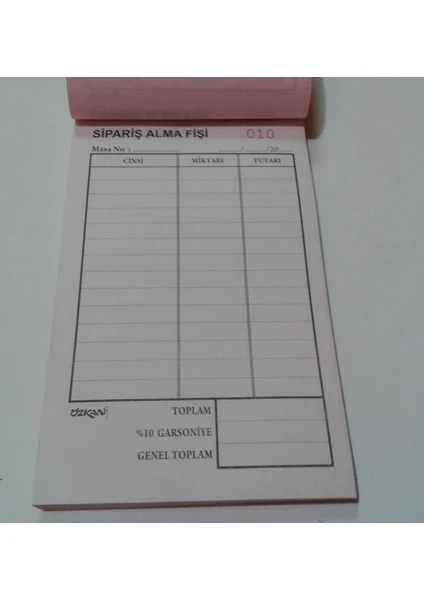 SİPARİŞ ALMA FİŞİ 010
Masa No : ...... / ...... /20......
CİNSİ MİKTARI TUTARI
ÖZKAN TOPLAM
%10 GARSONİYE
GENEL TOPLAM